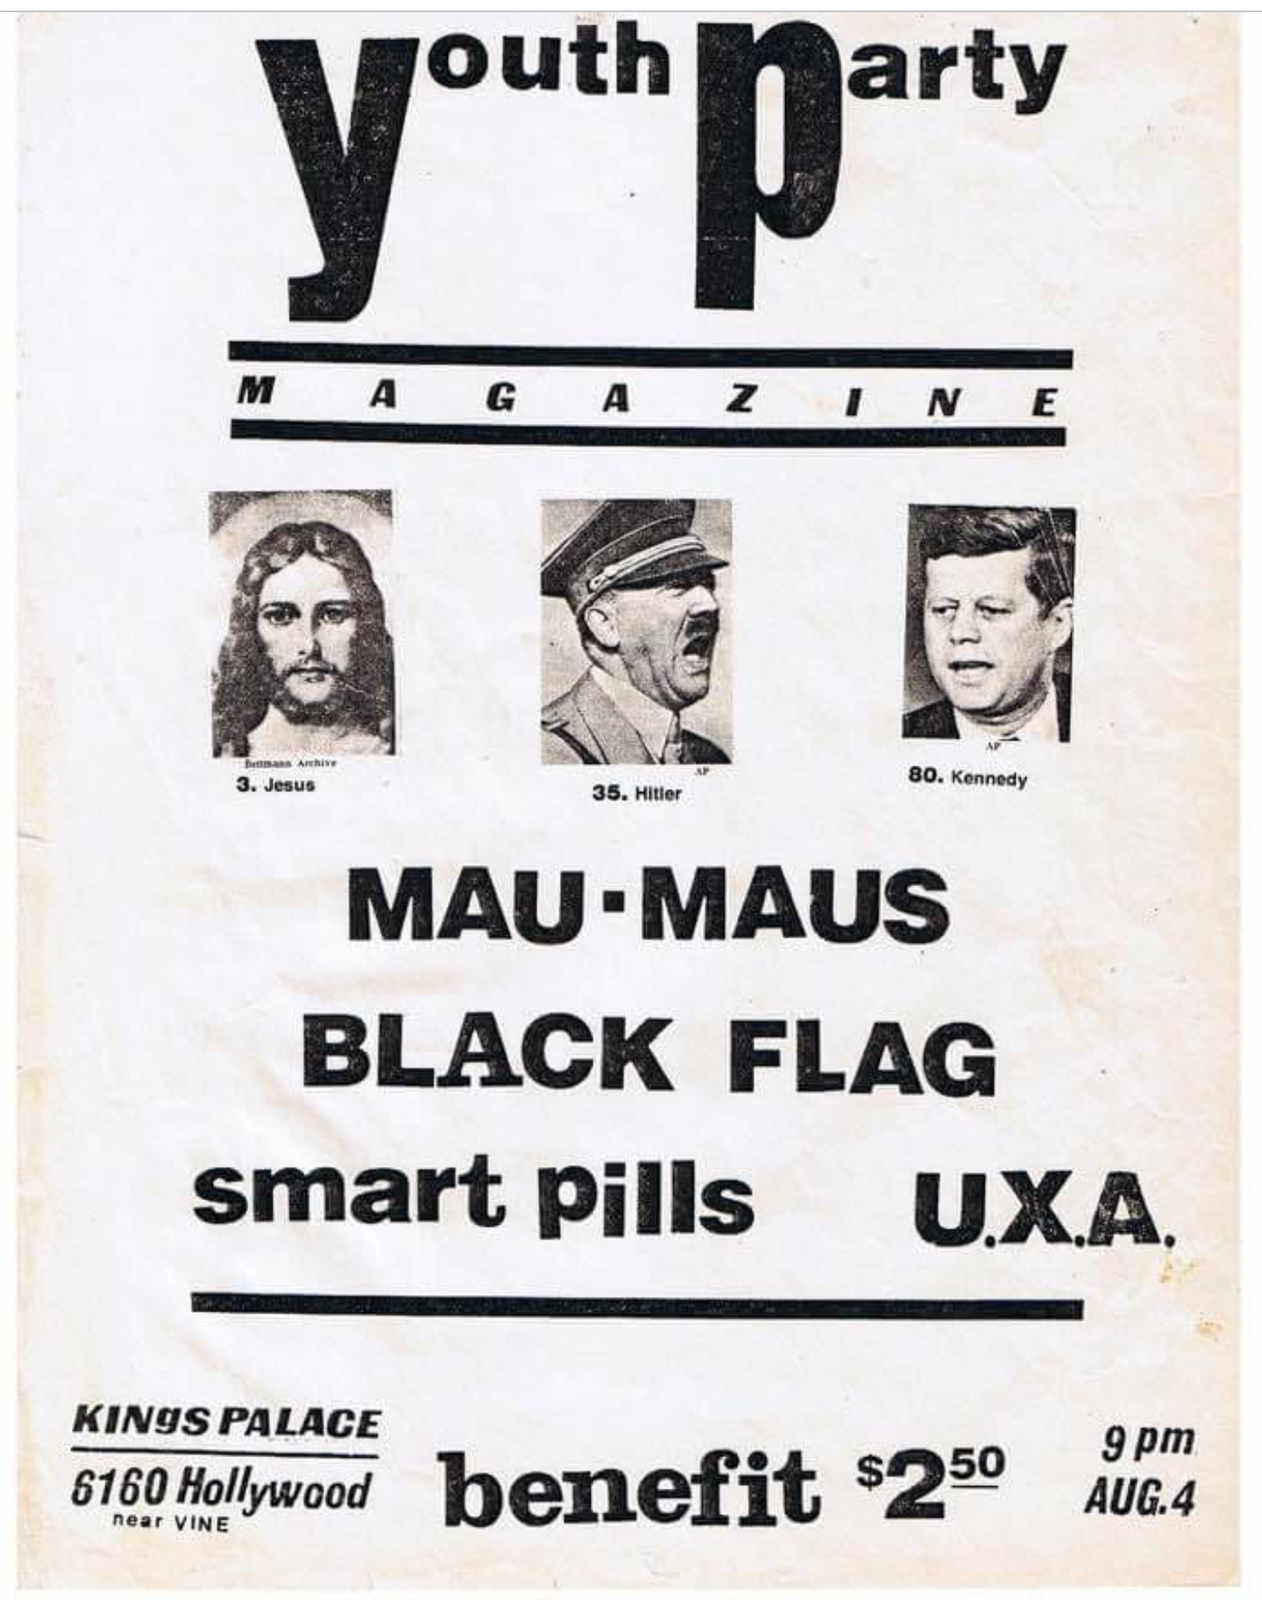 youth party
MAGAZINE
Bettmann Archive
3. Jesus
AP
35. Hitler
AP
80. Kennedy
MAU·MAUS
BLACK FLAG
smart pills U.X.A.
KINgS PALACE
6160 Hollywood
near VINE
benefit $2.50
9 pm
AUG. 4